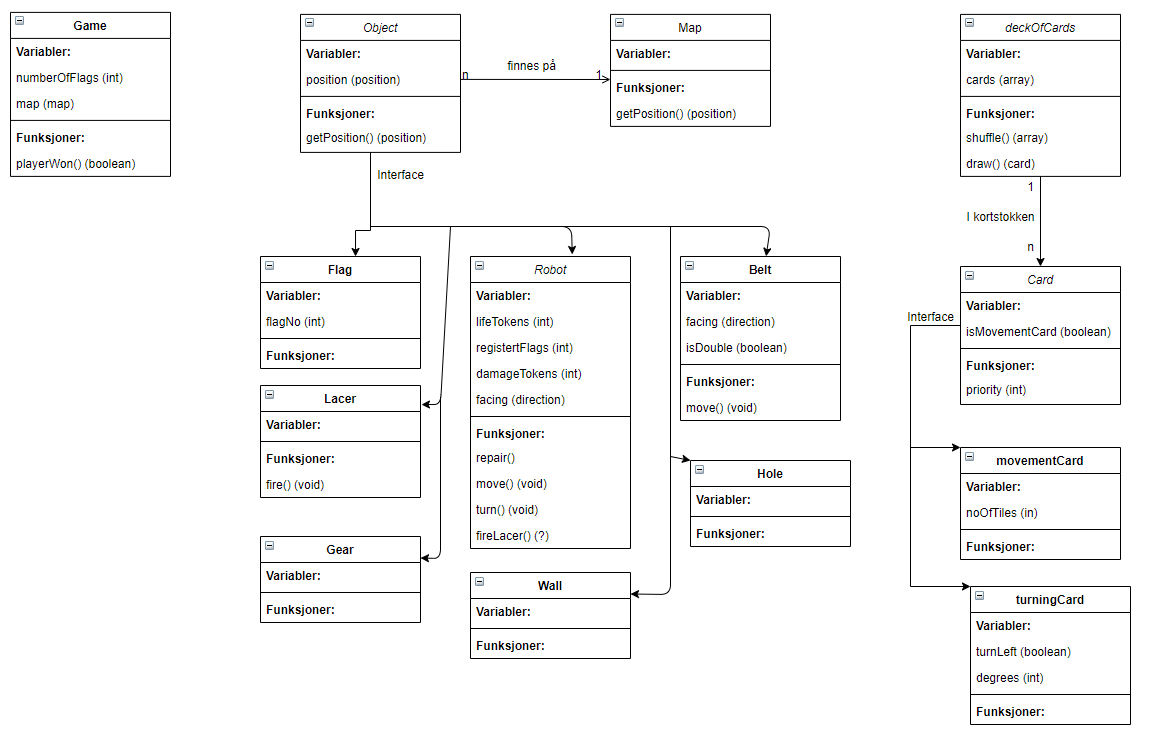 Game
Variabler:
numberOfFlags (int)
map (map)
Funksjoner:
playerWon() (boolean)
Object
Variabler:
position (position)
Funksjoner:
getPosition() (position)
n
finnes på
1
Map
Variabler:
Funksjoner:
getPosition() (position)
deckOfCards
Variabler:
cards (array)
Funksjoner:
shuffle() (array)
draw() (card)
Interface
1
I kortstokken
n
Flag
Variabler:
flagNo (int)
Funksjoner:
Lacer
Variabler:
Funksjoner:
fire() (void)
Gear
Variabler:
Funksjoner:
Robot
Variabler:
lifeTokens (int)
registertFlags (int)
damageTokens (int)
facing (direction)
Funksjoner:
repair()
move() (void)
turn() (void)
fireLacer() (?)
Wall
Variabler:
Funksjoner:
Belt
Variabler:
facing (direction)
isDouble (boolean)
Funksjoner:
move() (void)
Hole
Variabler:
Funksjoner:
Card
Variabler:
isMovementCard (boolean)
Funksjoner:
priority (int)
Interface
movementCard
Variabler:
noOfTiles (in)
Funksjoner:
turningCard
Variabler:
turnLeft (boolean)
degrees (int)
Funksjoner: